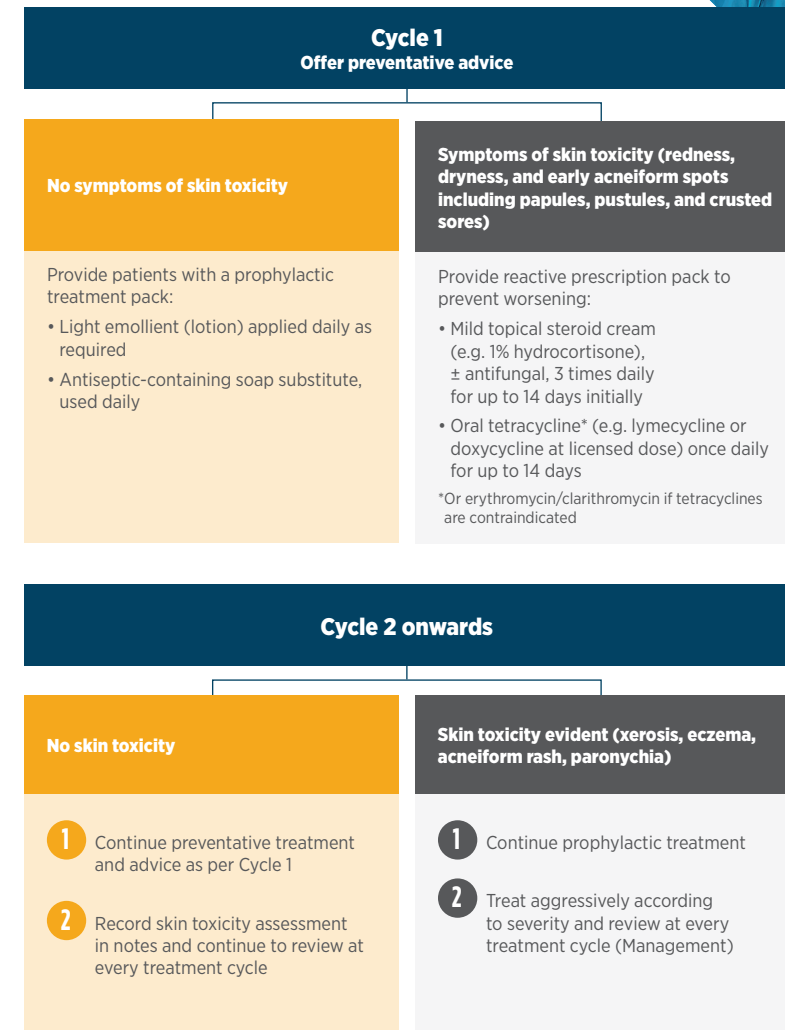 Cycle 1
Offer preventative advice
No symptoms of skin toxicity
Provide patients with a prophylactic
treatment pack:
• Light emollient (lotion) applied daily as
required
• Antiseptic-containing soap substitute,
used daily
Symptoms of skin toxicity (redness,
dryness, and early acneiform spots
including papules, pustules, and crusted
sores)
Provide reactive prescription pack to
prevent worsening:
• Mild topical steroid cream
(e.g. 1% hydrocortisone),
± antifungal, 3 times daily
for up to 14 days initially
• Oral tetracycline* (e.g. lymecycline or
doxycycline at licensed dose) once daily
for up to 14 days
*Or erythromycin/clarithromycin if tetracyclines
are contraindicated
Cycle 2 onwards
No skin toxicity
1 Continue preventative treatment
and advice as per Cycle 1
2 Record skin toxicity assessment
in notes and continue to review at
every treatment cycle
Skin toxicity evident (xerosis, eczema,
acneiform rash, paronychia)
1 Continue prophylactic treatment
2 Treat aggressively according
to severity and review at every
treatment cycle (Management)